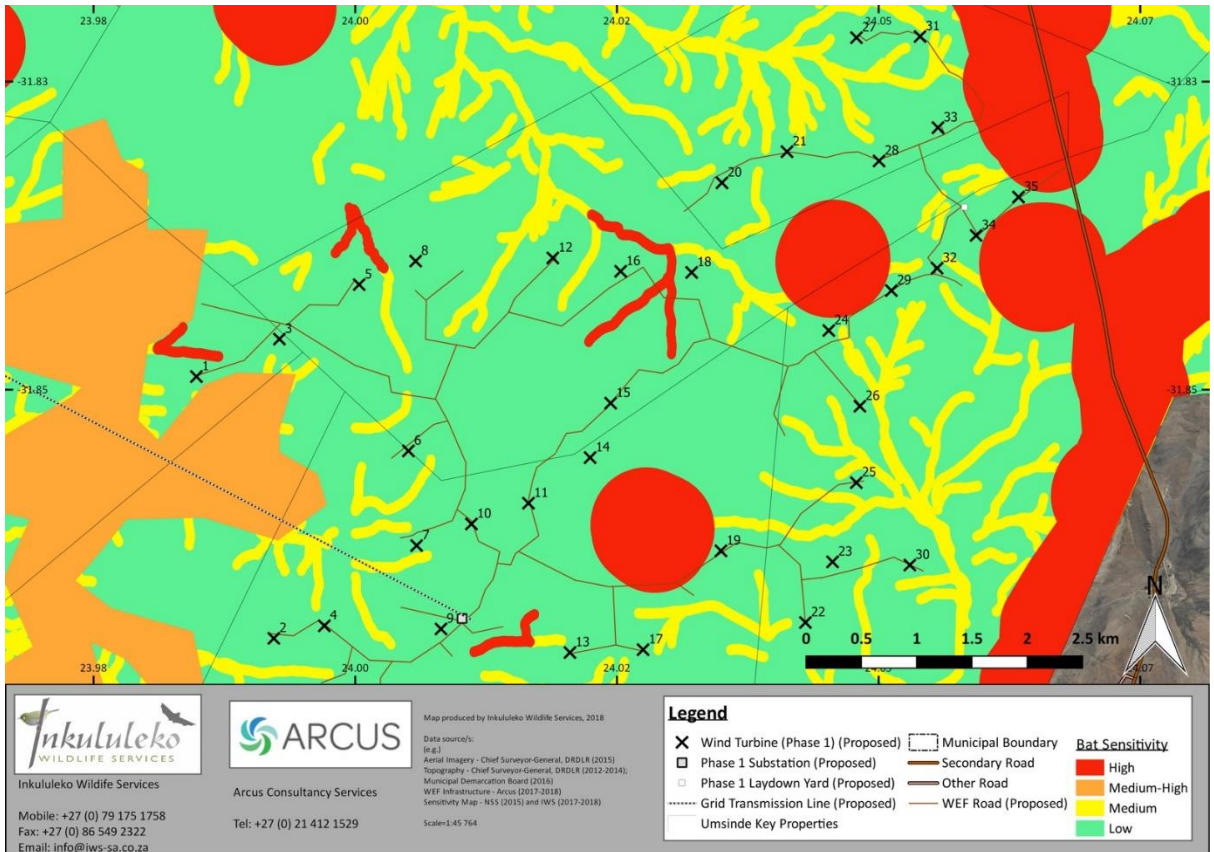 23.98
24.00
24.02
24.05
24.07
-31.83
-31.83
27
31
33
21
28
20
35
34
8
12
16
18
32
5
29
3
24
1
-31.85
-31.85
15
26
6
14
25
11
10
7
19
23
30
N
4
2
9
22
13
17
0 0.5 1 1.5 2 2.5 km
23.98
24.00
24.02
24.05
24.07
Inkululeko
WILDLIFE SERVICES
Inkululeko Wildife Services
Mobile: +27 (0) 79 175 1758
Fax: +27 (0) 86 549 2322
Email: info@iws-sa.co.za
ARCUS
Arcus Consultancy Services
Tel: +27 (0) 21 412 1529
Map produced by Inkululeko Wildlife Services, 2018
Data source/s:
(e.g.)
Aerial Imagery - Chief Surveyor-General, DRDLR (2015)
Topography - Chief Surveyor-General, DRDLR (2012-2014);
Municipal Demarcation Board (2016)
WEF Infrastructure - Arcus (2017-2018)
Sensitivity Map - NSS (2015) and IWS (2017-2018)
Scale=1:45 764
Legend
Wind Turbine (Phase 1) (Proposed)
Phase 1 Substation (Proposed)
Phase 1 Laydown Yard (Proposed)
Grid Transmission Line (Proposed)
Umsinde Key Properties
Municipal Boundary
Secondary Road
Other Road
WEF Road (Proposed)
Bat Sensitivity
High
Medium-High
Medium
Low